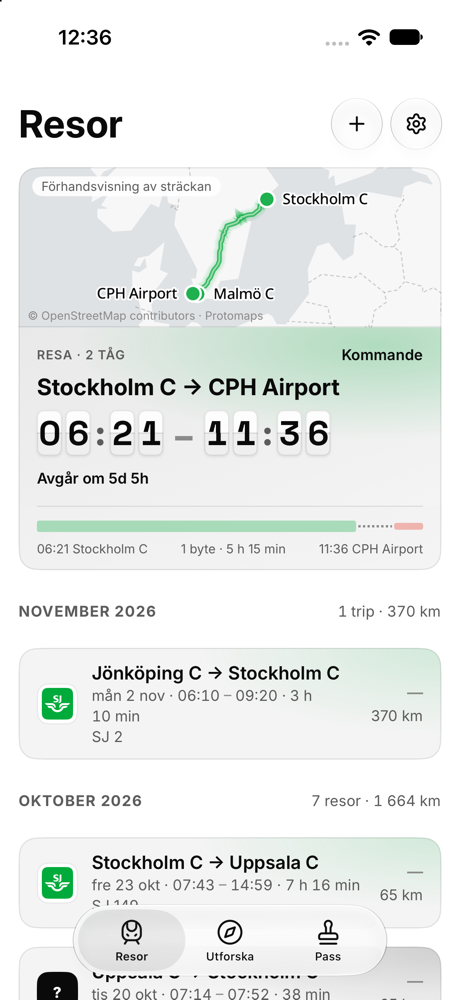 12:36
Resor
Förhandsvisning av sträckan
Stockholm C
CPH Airport
Malmö C
© OpenStreetMap contributors · Protomaps
RESA · 2 TÅG
Kommande
Stockholm C → CPH Airport
06:21 – 11:36
Avgår om 5d 5h
06:21 Stockholm C
1 byte · 5 h 15 min
11:36 CPH Airport
NOVEMBER 2026
1 trip · 370 km
SJ
Jönköping C → Stockholm C
mån 2 nov · 06:10 – 09:20 · 3 h
10 min
SJ 2
—
370 km
OKTOBER 2026
7 resor · 1 664 km
SJ
Stockholm C → Uppsala C
fre 23 okt · 07:43 – 14:59 · 7 h 16 min
SJ 149
—
65 km
Resor
Utforska
Pass
?
Uppsala C → Stockholm C
tis 20 okt · 07:14 – 07:52 · 38 min